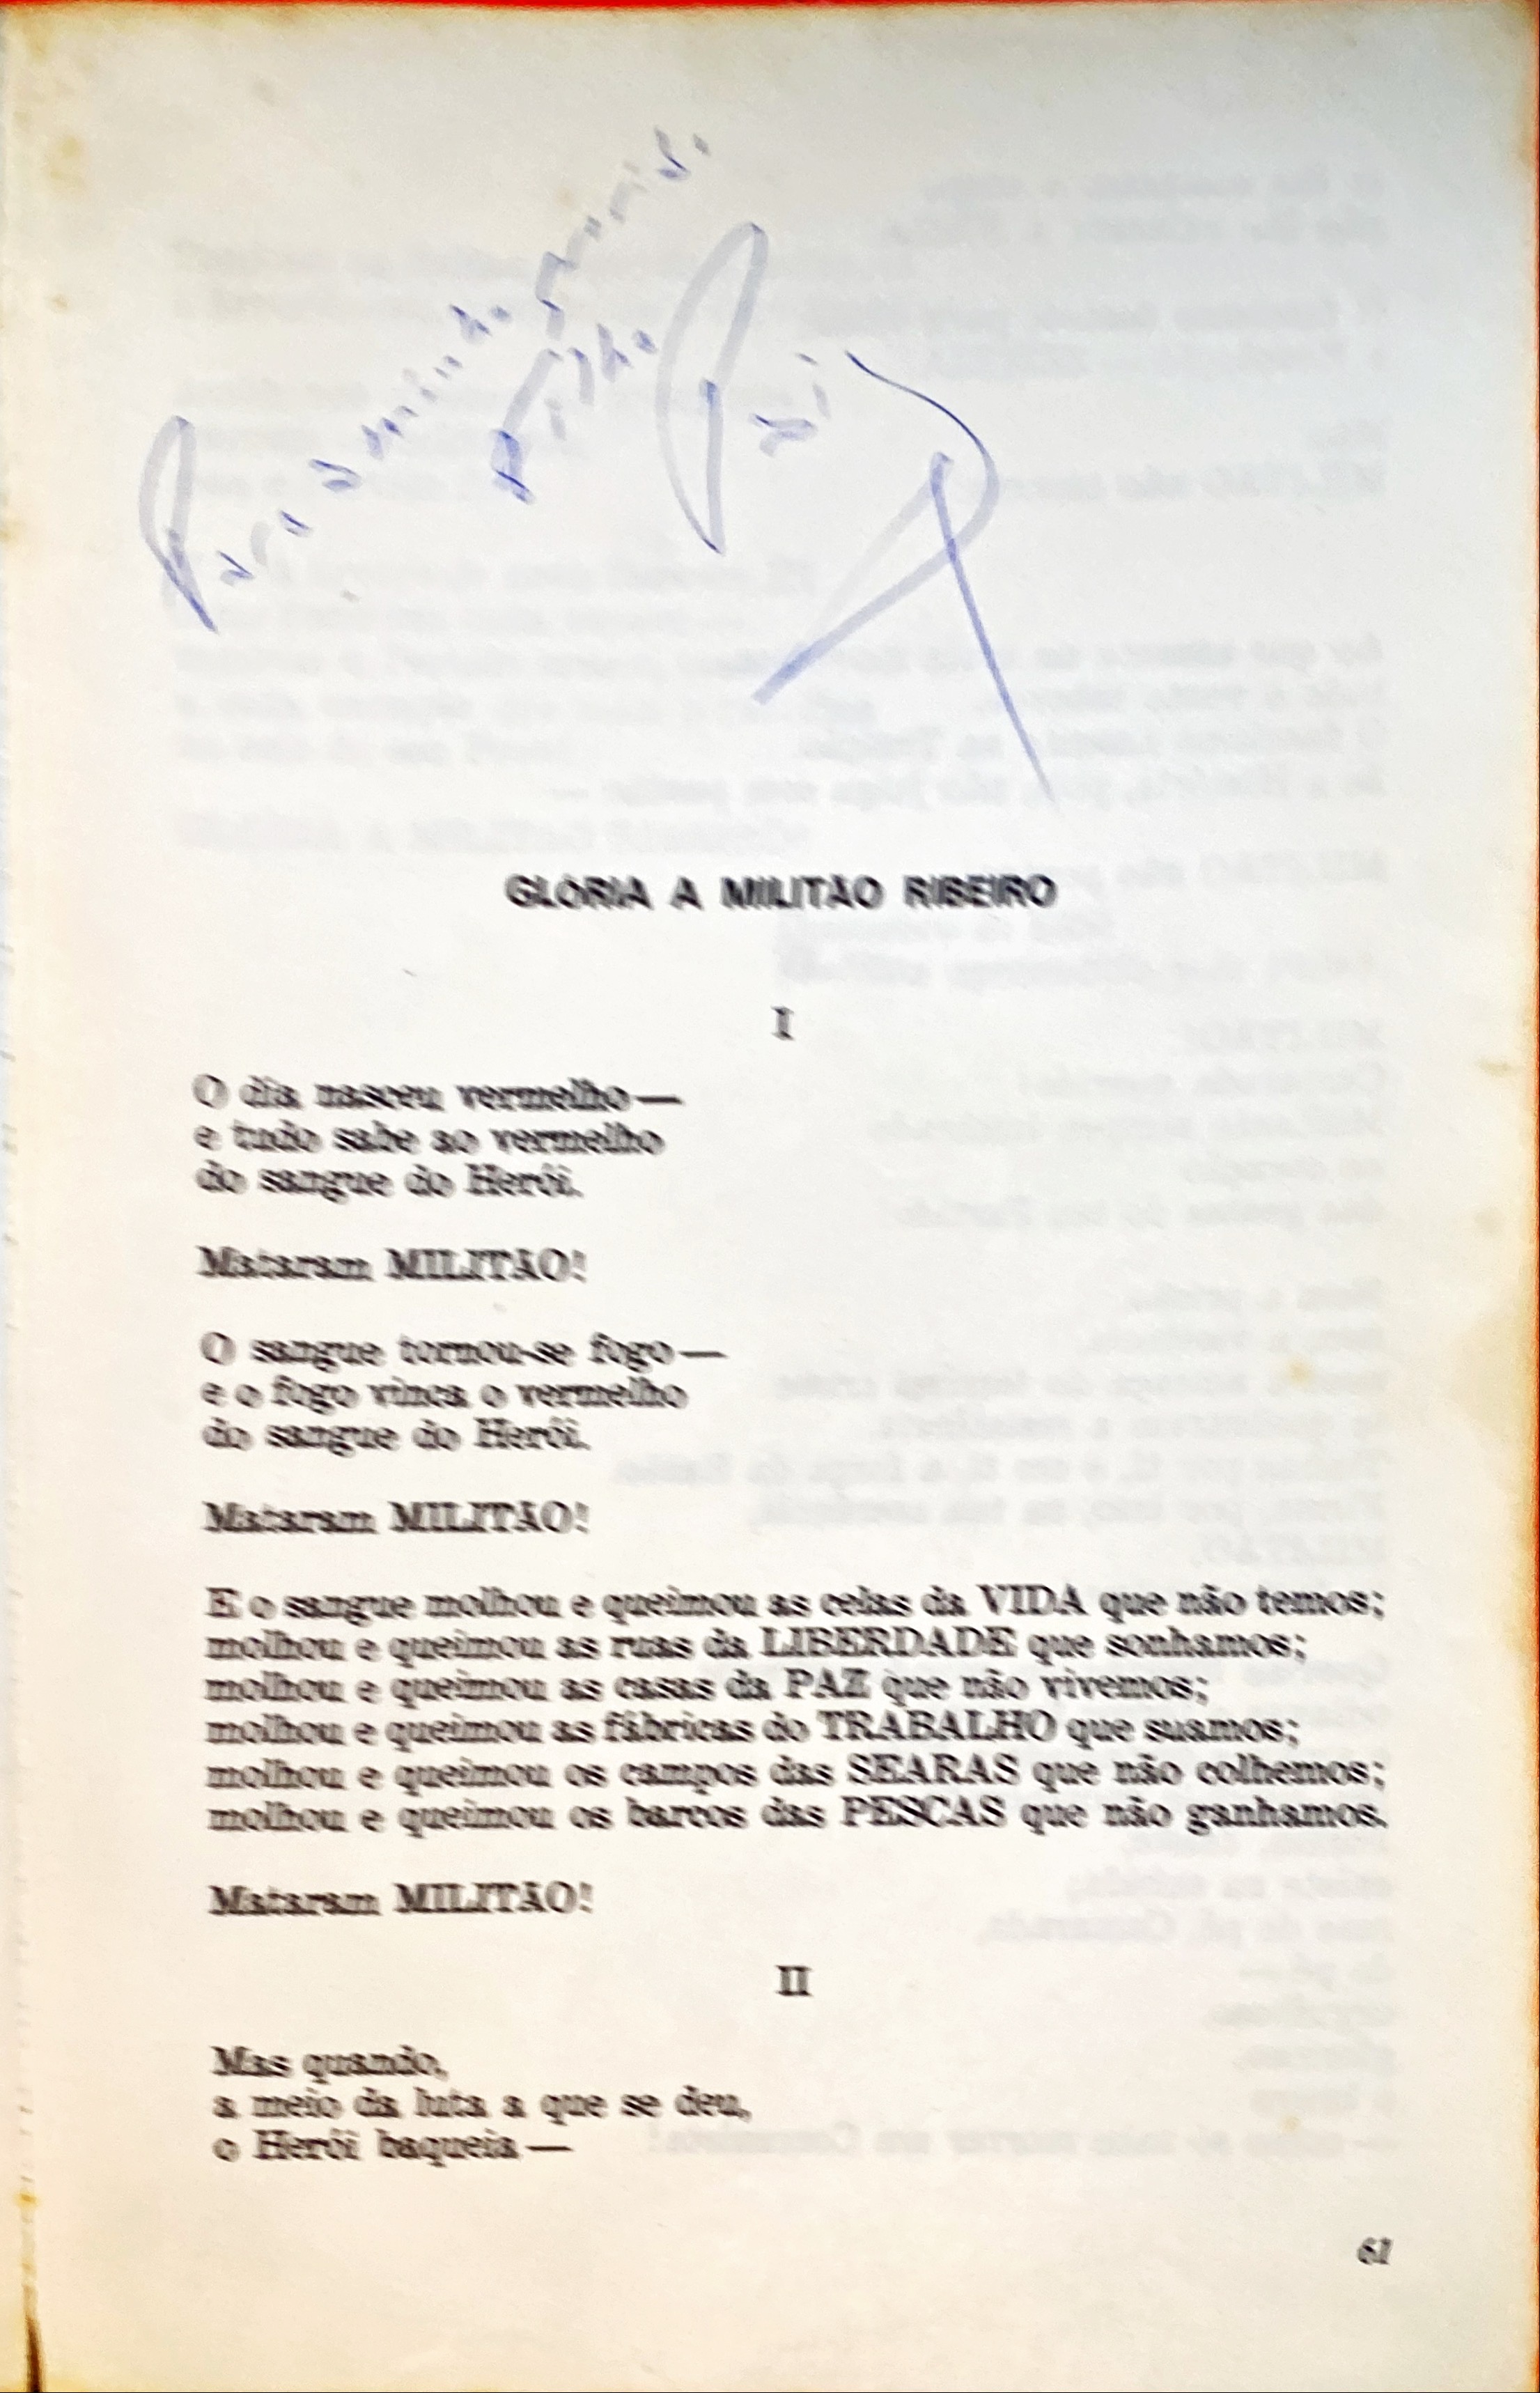 Para a minha primi
filha
GLÓRIA A MILITÃO RIBEIRO
I
O dia nasceu vermelho —
e tudo sabe ao vermelho
do sangue do Herói.
Mataram MILITÃO!
O sangue tornou-se fogo —
e o fogo vinca o vermelho
do sangue do Herói.
Mataram MILITÃO!
E o sangue molhou e queimou as celas da VIDA que não temos;
molhou e queimou as ruas da LIBERDADE que sonhamos;
molhou e queimou as casas da PAZ que não vivemos;
molhou e queimou as fábricas do TRABALHO que suamos;
molhou e queimou os campos das SEARAS que não colhemos;
molhou e queimou os barcos das PESCAS que não ganhamos.
Mataram MILITÃO!
II
Mas quando,
a meio da luta a que se deu,
o Herói baqueia —
61